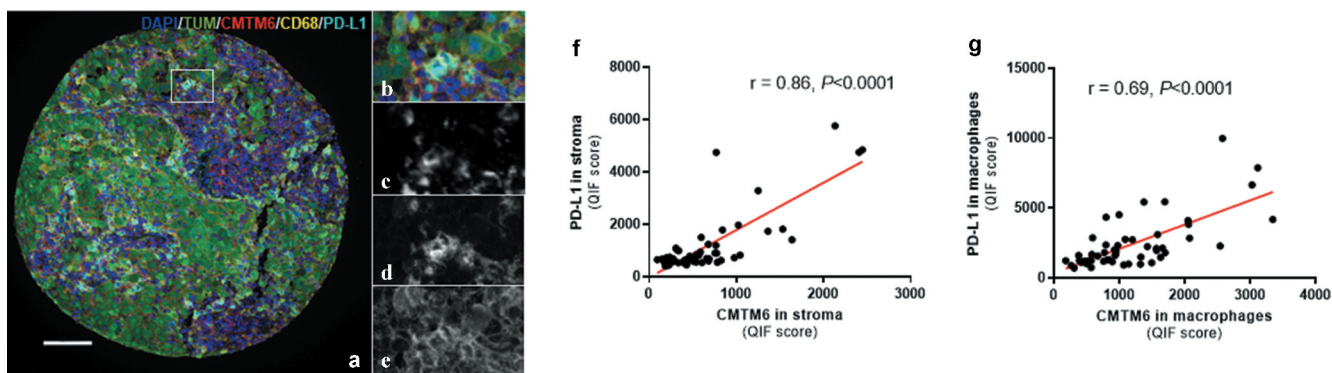 DAPI/TUM/CMTM6/CD68/PD-L1
a
b
c
d
e
f
8000
6000
4000
2000
0
PD-L1 in stroma
(QIF score)
r = 0.86, P<0.0001
0
1000
2000
3000
CMTM6 in stroma
(QIF score)
g
15000
10000
5000
0
PD-L1 in macrophages
(QIF score)
r = 0.69, P<0.0001
0
1000
2000
3000
4000
CMTM6 in macrophages
(QIF score)